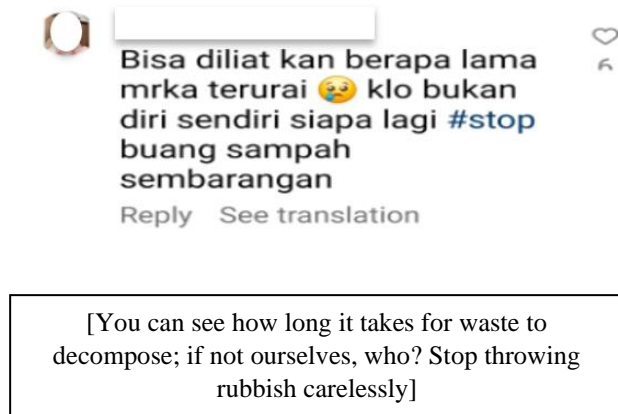 Bisa diliat kan berapa lama
mrka terurai 😢 klo bukan
diri sendiri siapa lagi #stop
buang sampah
sembarangan
Reply See translation
[You can see how long it takes for waste to
decompose; if not ourselves, who? Stop throwing
rubbish carelessly]